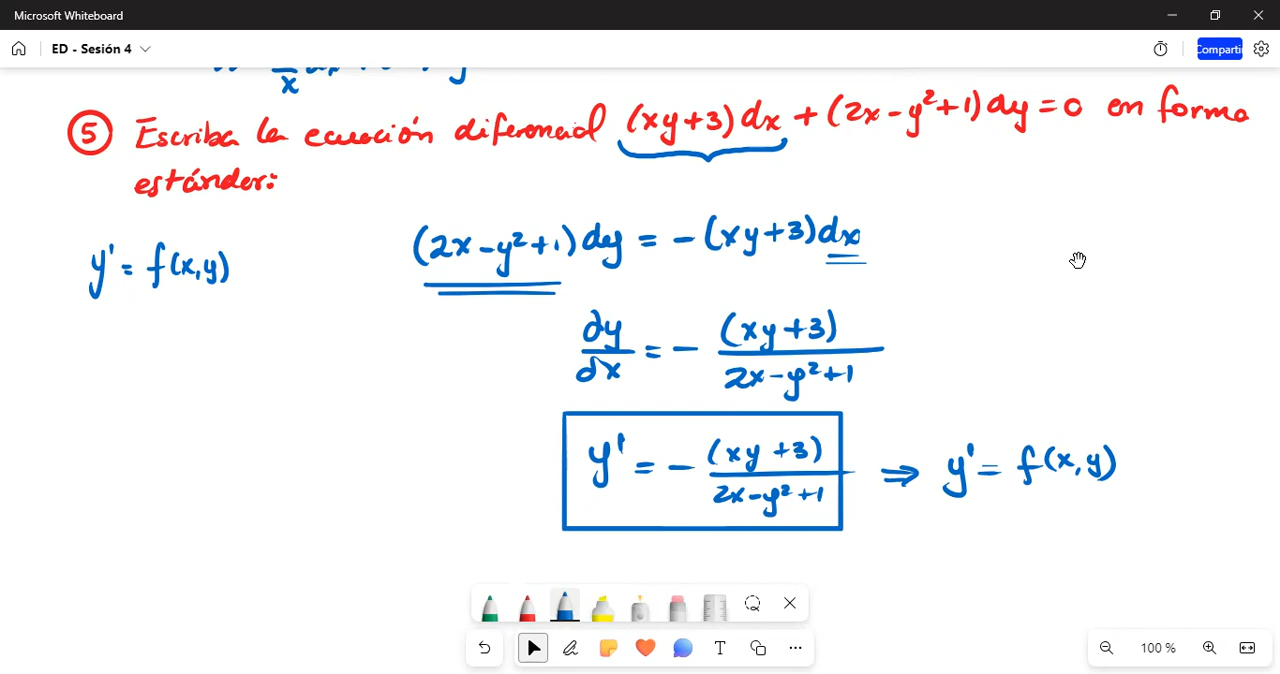 Microsoft Whiteboard
ED - Sesión 4
Compartir
⑤ Escriba la ecuación diferencial (xy+3)dx + (2x-y²+1)dy = 0 en forma
estánder:
(2x-y²+1)dy = -(xy+3)dx
y' = f(x,y)
dy/dx = - (xy+3)/(2x-y²+1)
y' = - (xy+3)/(2x-y²+1) ⇒ y' = f(x,y)
T
100 %